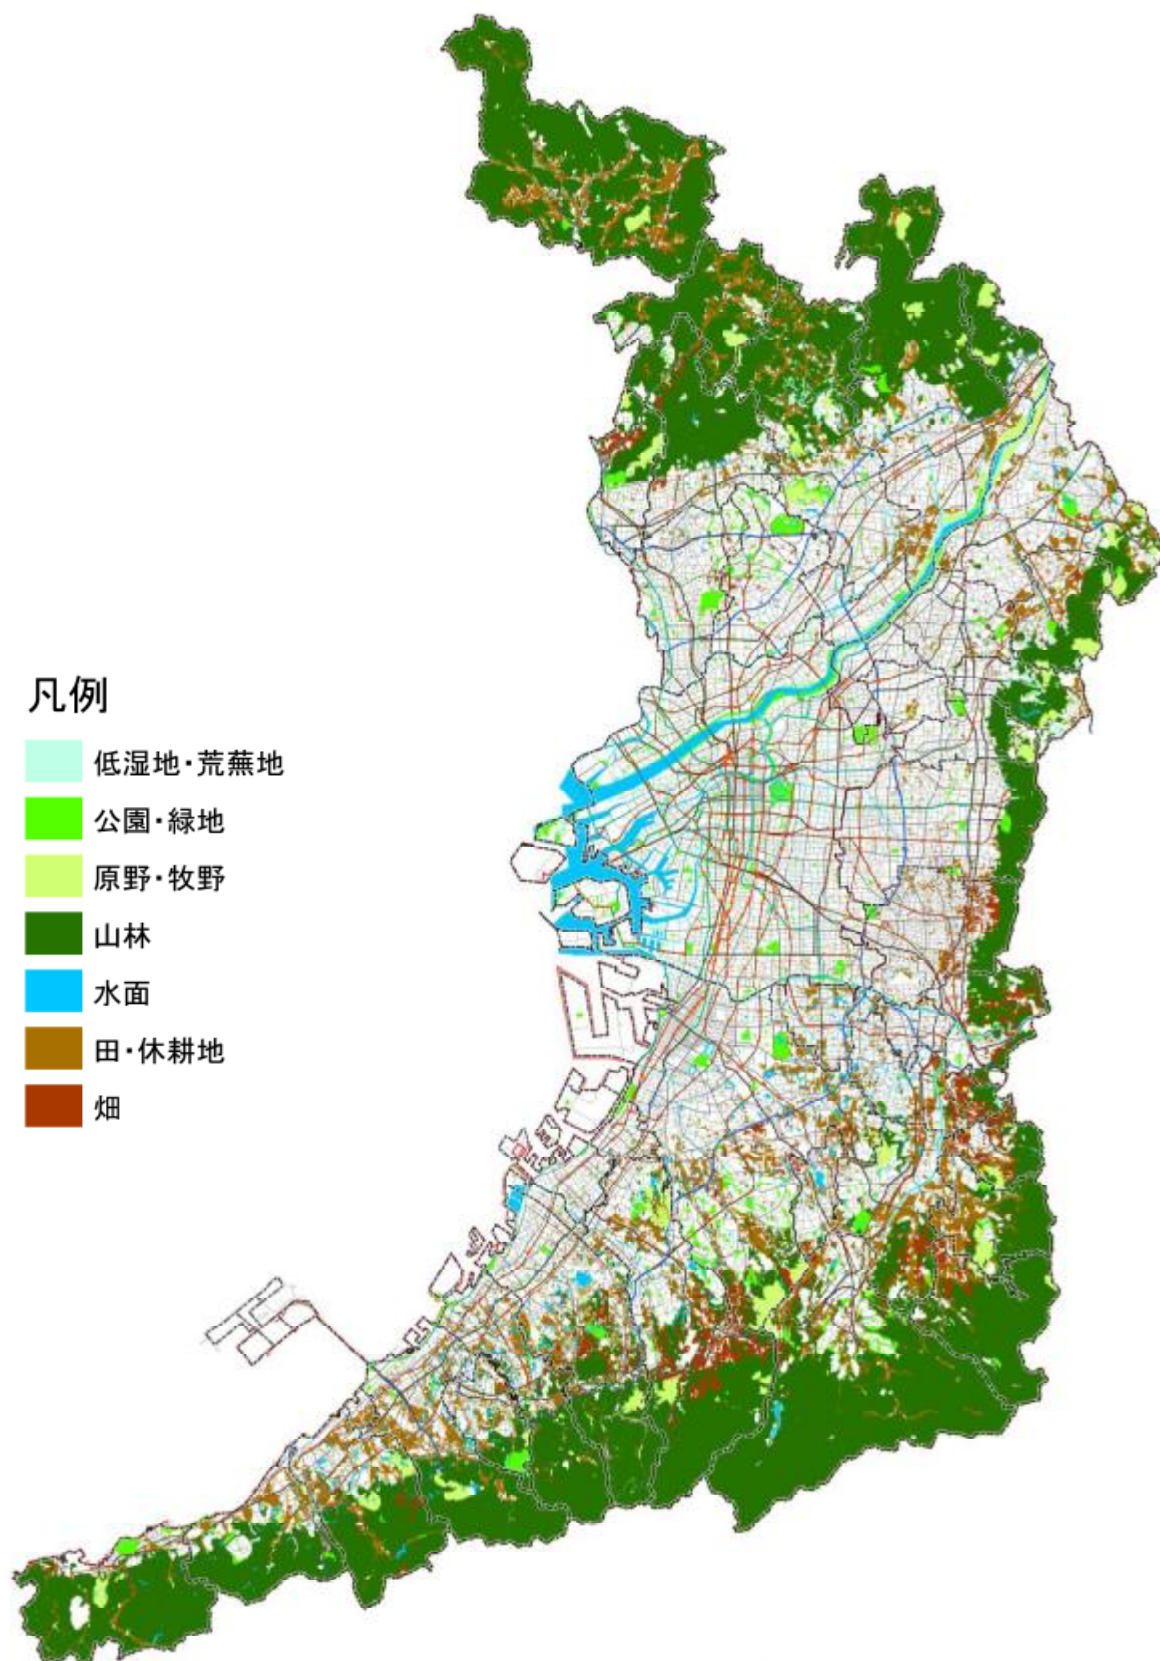 凡例
低湿地・荒蕪地
公園・緑地
原野・牧野
山林
水面
田・休耕地
畑